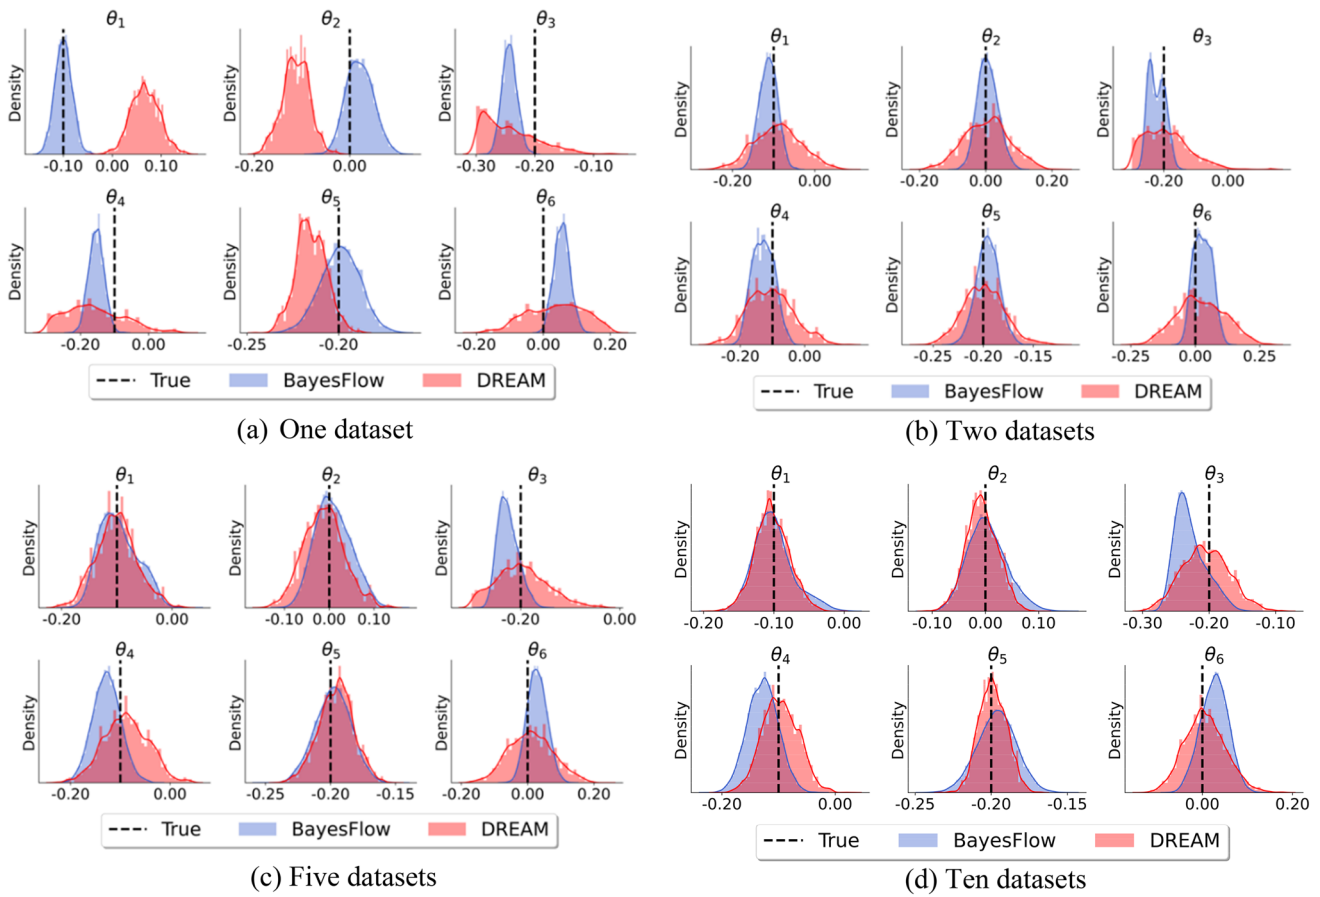 θ1 θ2 θ3
Density Density Density
-0.10 0.00 0.10 -0.20 0.00 -0.30 -0.20 -0.10
θ4 θ5 θ6
Density Density Density
-0.20 0.00 -0.25 -0.20 0.00 0.20
True BayesFlow DREAM
(a) One dataset
θ1 θ2 θ3
Density Density Density
-0.20 0.00 -0.20 0.00 0.20 -0.20 0.00
θ4 θ5 θ6
Density Density Density
-0.20 0.00 -0.25 -0.20 -0.15 -0.25 0.00 0.25
True BayesFlow DREAM
(b) Two datasets
θ1 θ2 θ3
Density Density Density
-0.20 0.00 -0.10 0.00 0.10 -0.20 0.00
θ4 θ5 θ6
Density Density Density
-0.20 0.00 -0.25 -0.20 -0.15 -0.20 0.00 0.20
True BayesFlow DREAM
(c) Five datasets
θ1 θ2 θ3
Density Density Density
-0.20 -0.10 0.00 -0.10 0.00 0.10 -0.30 -0.20 -0.10
θ4 θ5 θ6
Density Density Density
-0.20 0.00 -0.25 -0.20 -0.15 0.00 0.20
True BayesFlow DREAM
(d) Ten datasets